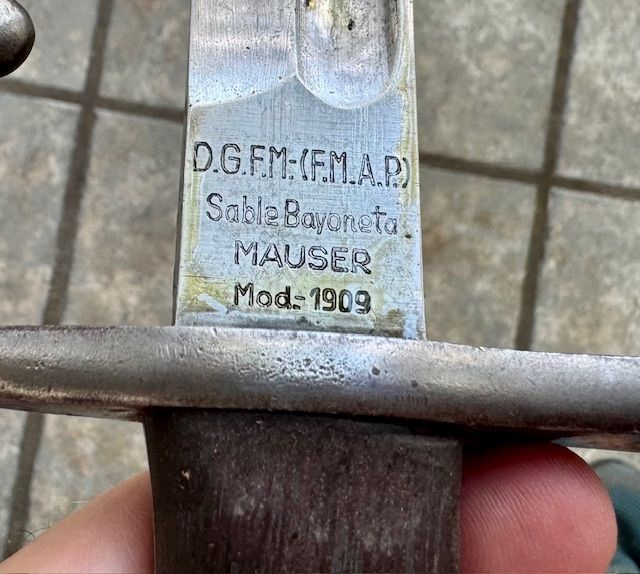 D.G.F.M.-(F.M.A.P.)
Sable Bayoneta
MAUSER
Mod.-1909